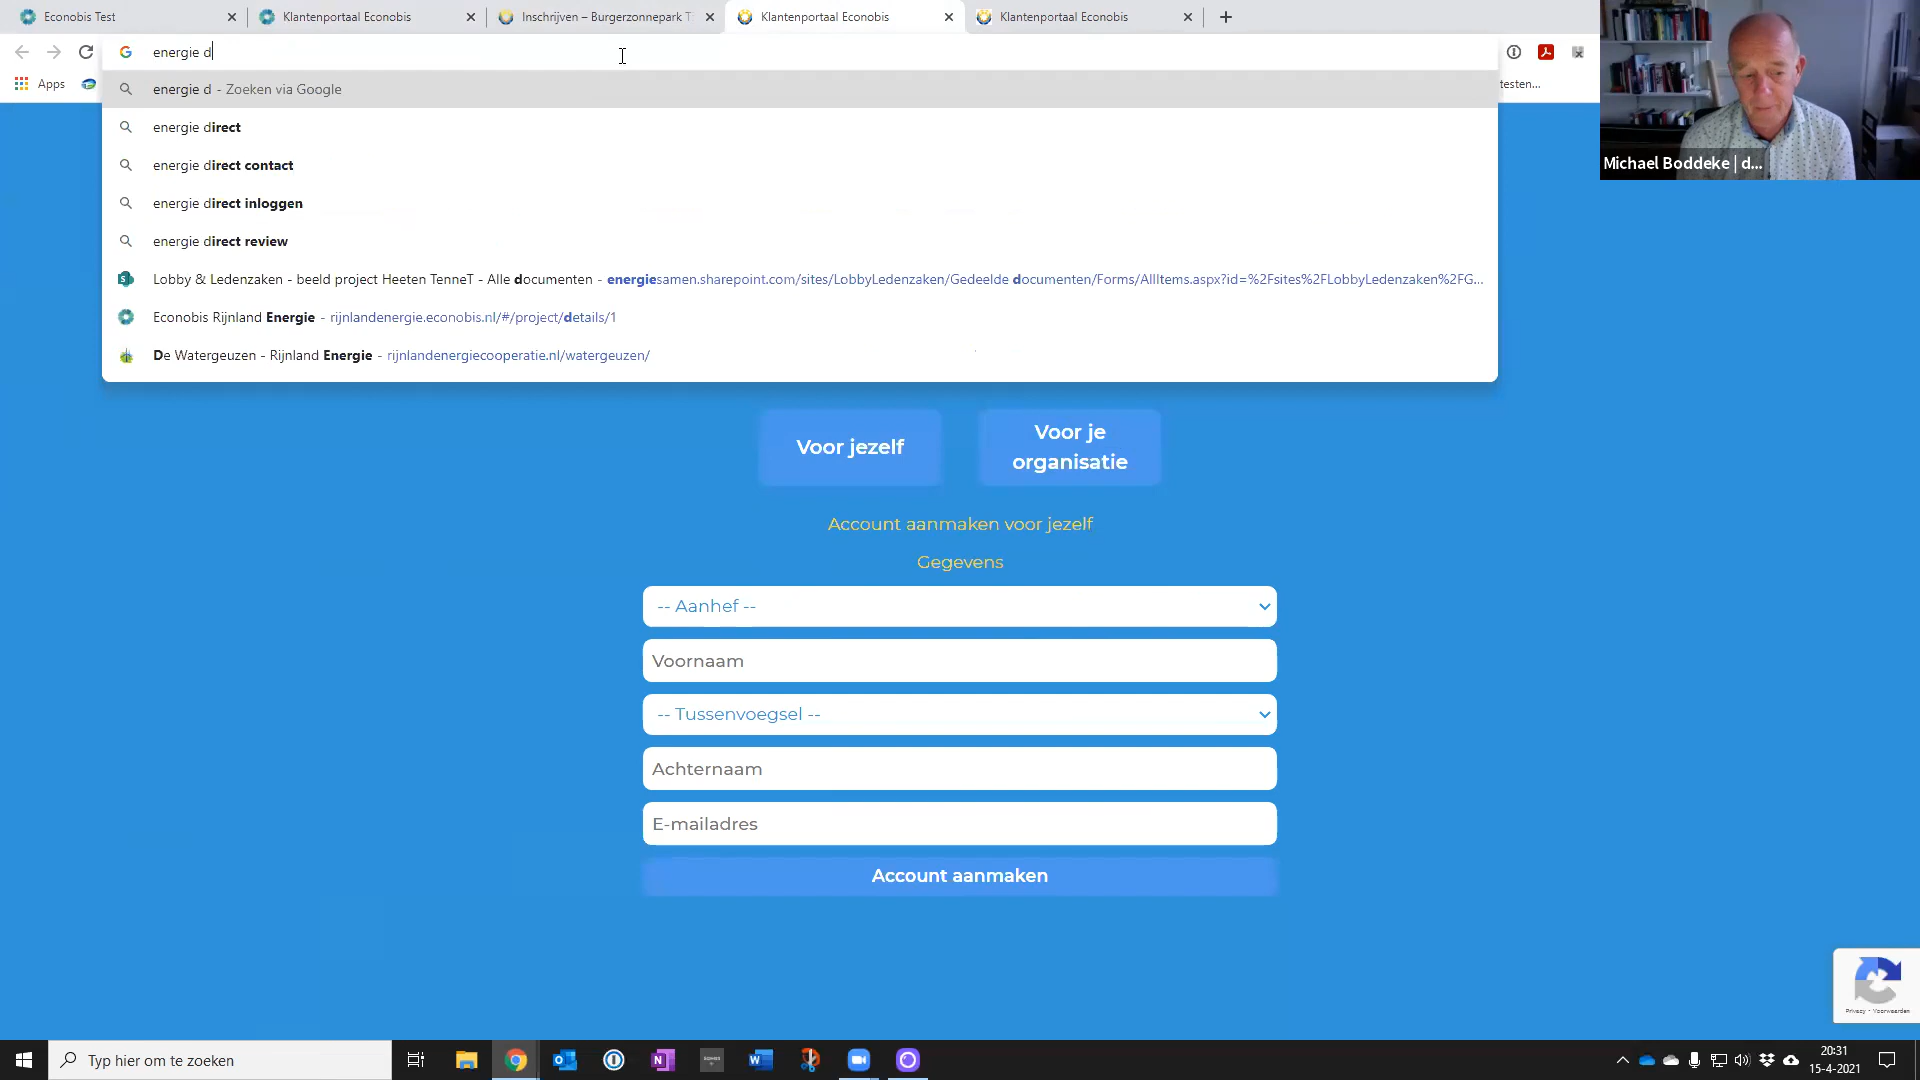 Econobis Test
Klantenportaal Econobis
Inschrijven – Burgerzonnepark T
Klantenportaal Econobis
Klantenportaal Econobis
energie d
Apps
testen...
energie d - Zoeken via Google
energie direct
energie direct contact
energie direct inloggen
energie direct review
Lobby & Ledenzaken - beeld project Heeten TenneT - Alle documenten - energiesamen.sharepoint.com/sites/LobbyLedenzaken/Gedeelde documenten/Forms/AllItems.aspx?id=%2Fsites%2FLobbyLedenzaken%2FG...
Econobis Rijnland Energie - rijnlandenergie.econobis.nl/#/project/details/1
De Watergeuzen - Rijnland Energie - rijnlandenergiecooperatie.nl/watergeuzen/
Michael Boddeke | d...
Voor jezelf
Voor je
organisatie
Account aanmaken voor jezelf
Gegevens
-- Aanhef --
Voornaam
-- Tussenvoegsel --
Achternaam
E-mailadres
Account aanmaken
Privacy - Voorwaarden
Typ hier om te zoeken
20:31
15-4-2021